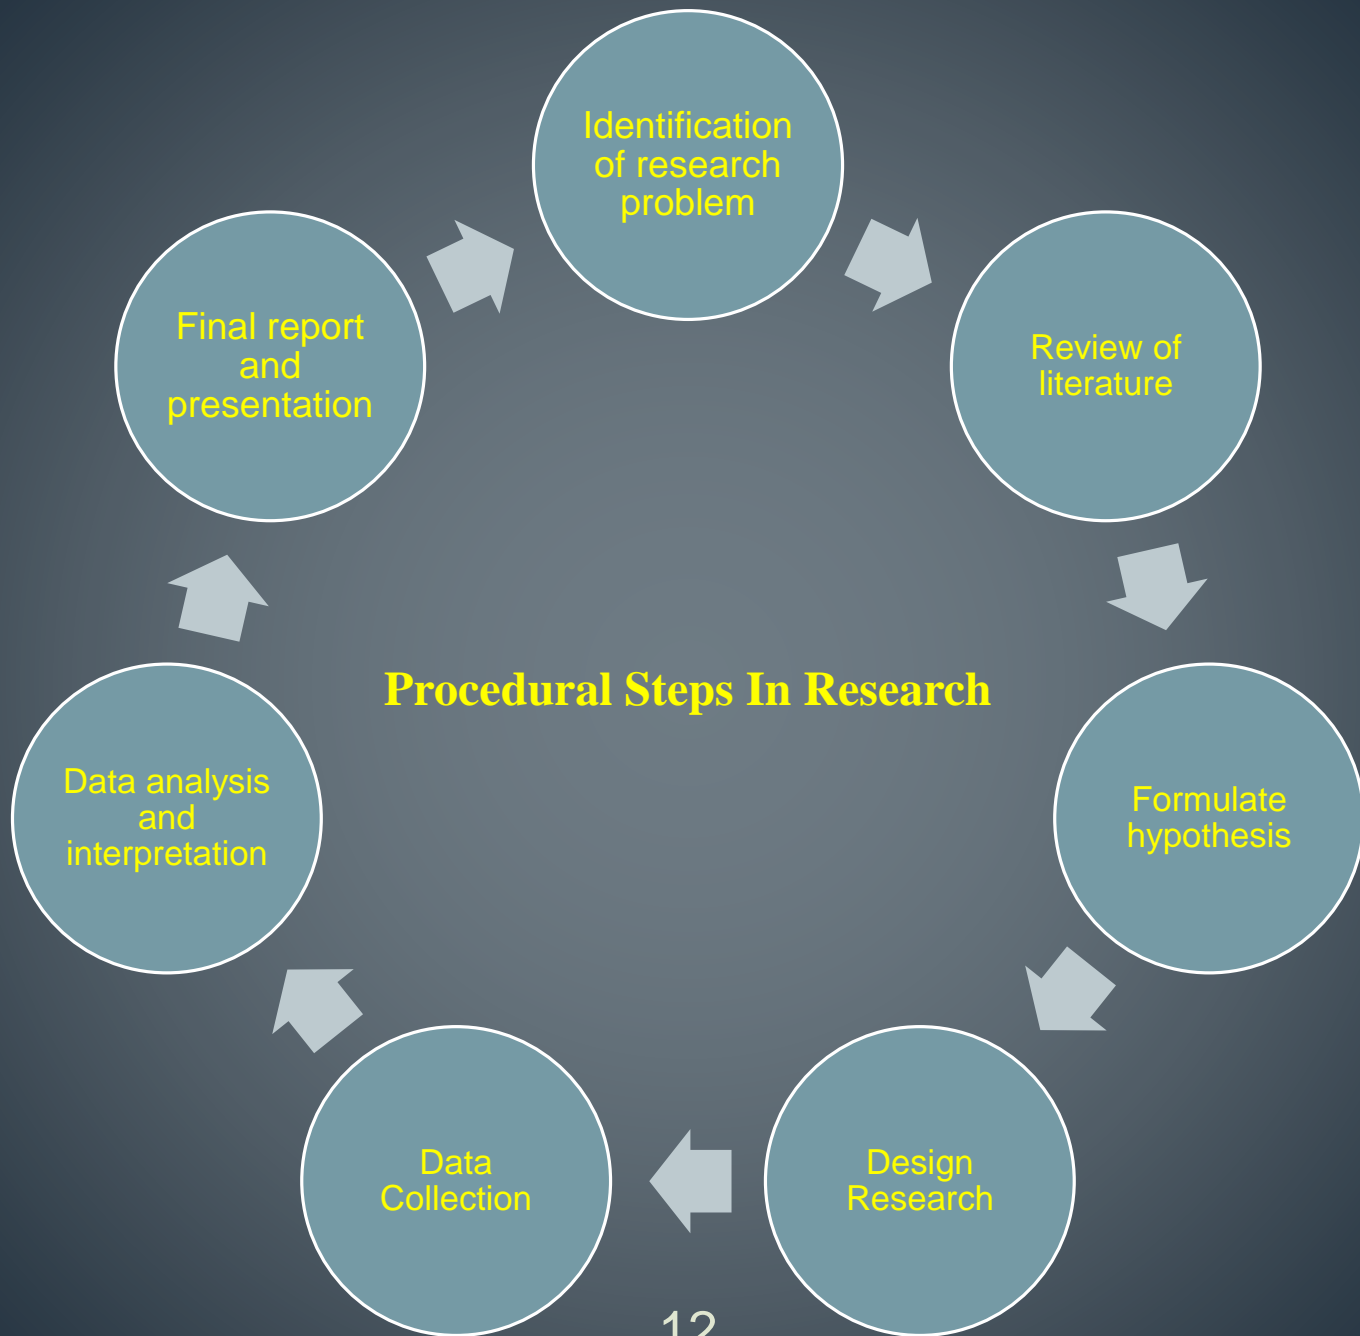 Identification
of research
problem
Review of
literature
Formulate
hypothesis
Design
Research
Data
Collection
Data analysis
and
interpretation
Final report
and
presentation
Procedural Steps In Research
12